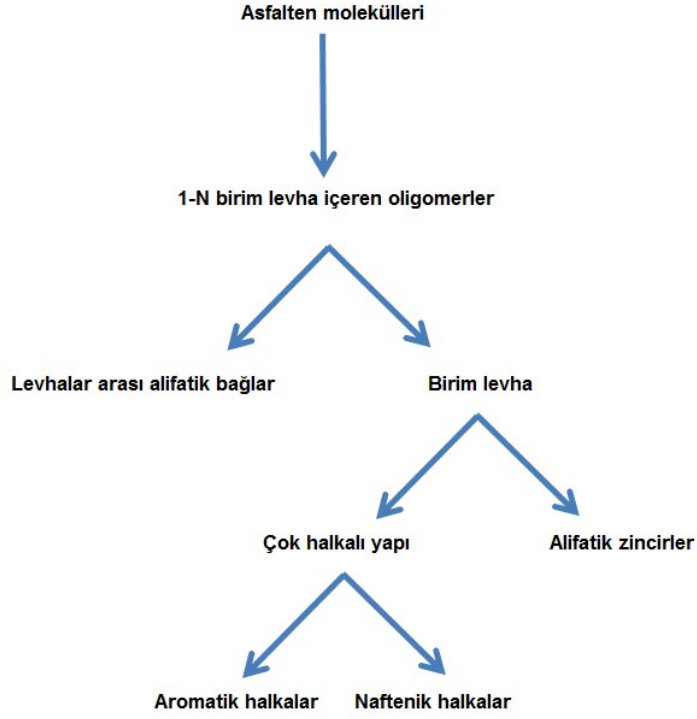 Asfalten molekülleri
1-N birim levha içeren oligomerler
Levhalar arası alifatik bağlar
Birim levha
Çok halkalı yapı
Alifatik zincirler
Aromatik halkalar
Naftenik halkalar